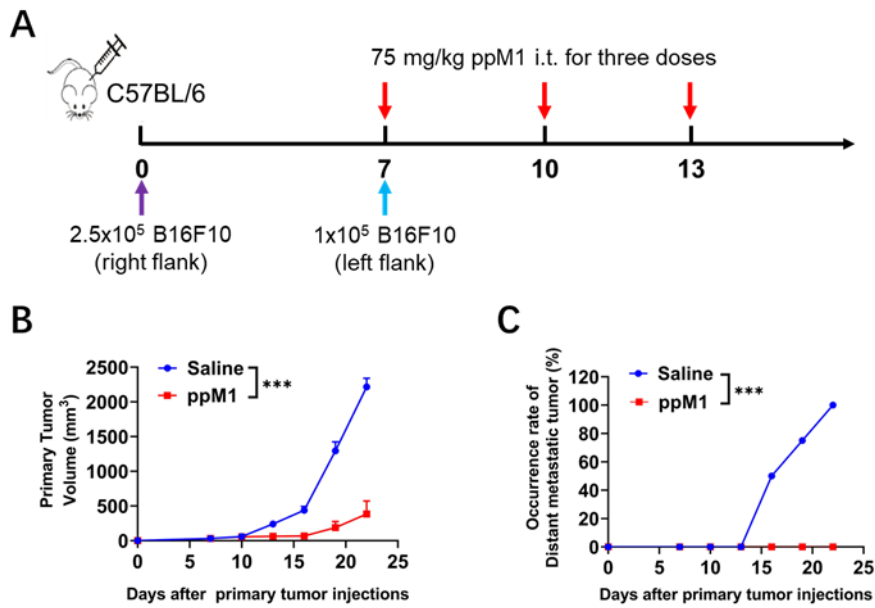 A
75 mg/kg ppM1 i.t. for three doses
C57BL/6
0 7 10 13
2.5x10⁵ B16F10 1x10⁵ B16F10
(right flank) (left flank)
B
Saline
ppM1
***
Primary Tumor
Volume (mm³)
2500
2000
1500
1000
500
0
0 5 10 15 20 25
Days after primary tumor injections
C
Saline
ppM1
***
Occurrence rate of
Distant metastatic tumor (%)
120
100
80
60
40
20
0
0 5 10 15 20 25
Days after primary tumor injections